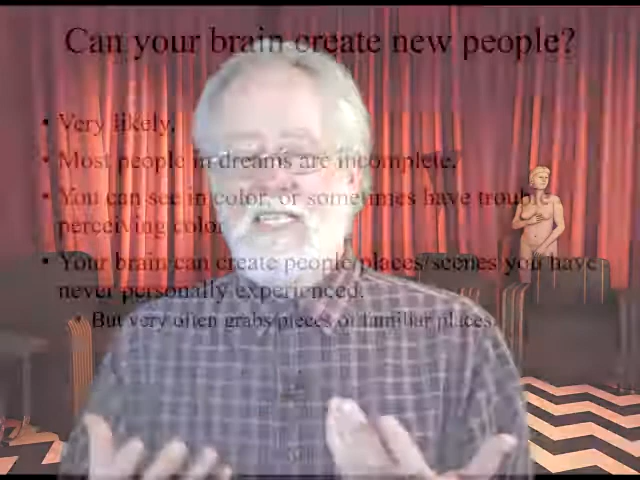 Can your brain create new people?
• Very likely.
• Most people in dreams are incomplete.
• You can see in color, or sometimes have trouble
perceiving color
• Your brain can create people/places/scenes you have
never personally experienced.
• But very often grabs pieces of familiar places.